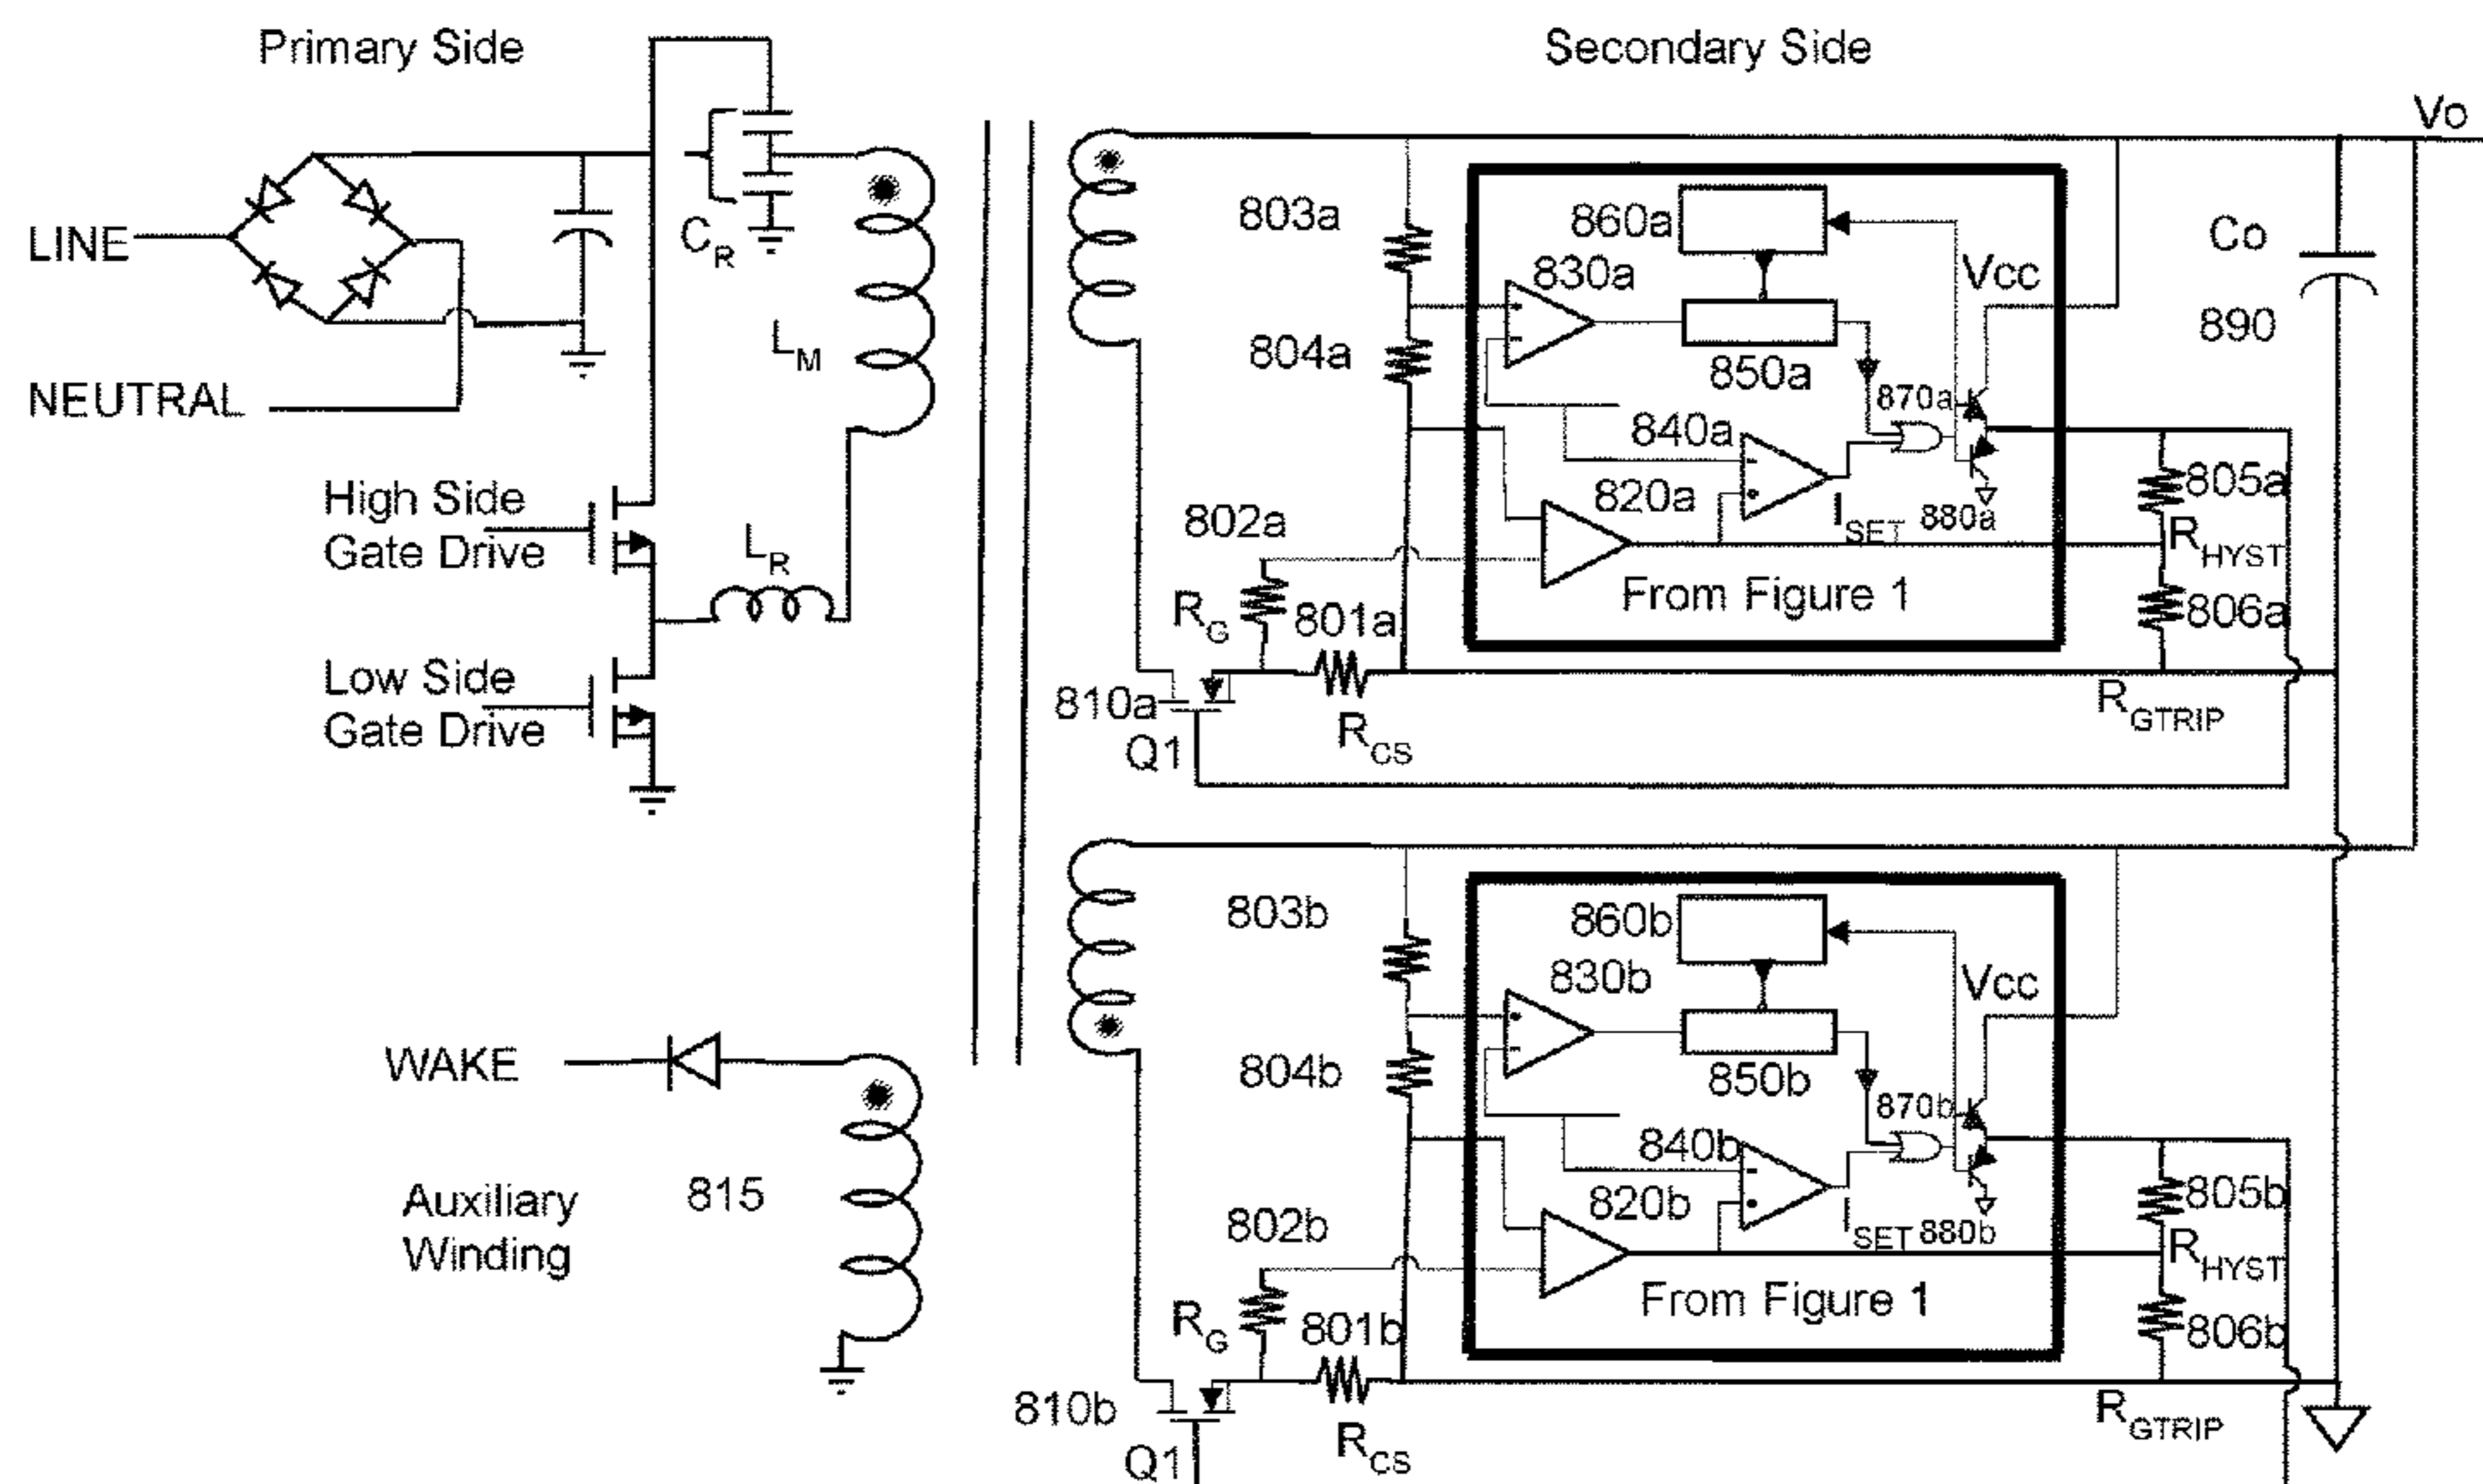 Primary Side
LINE
NEUTRAL
C_R
L_M
High Side
Gate Drive
L_R
Low Side
Gate Drive
WAKE
Auxiliary
Winding
815
Secondary Side
Vo
803a
860a
830a
Vcc
Co
890
804a
850a
870a
840a
820a
I_SET
880a
805a
R_HYST
802a
From Figure 1
806a
R_G
801a
810a
Q1
R_CS
R_GTRIP
803b
860b
830b
Vcc
804b
850b
870b
840b
820b
I_SET
880b
805b
R_HYST
802b
From Figure 1
806b
R_G
801b
810b
Q1
R_CS
R_GTRIP